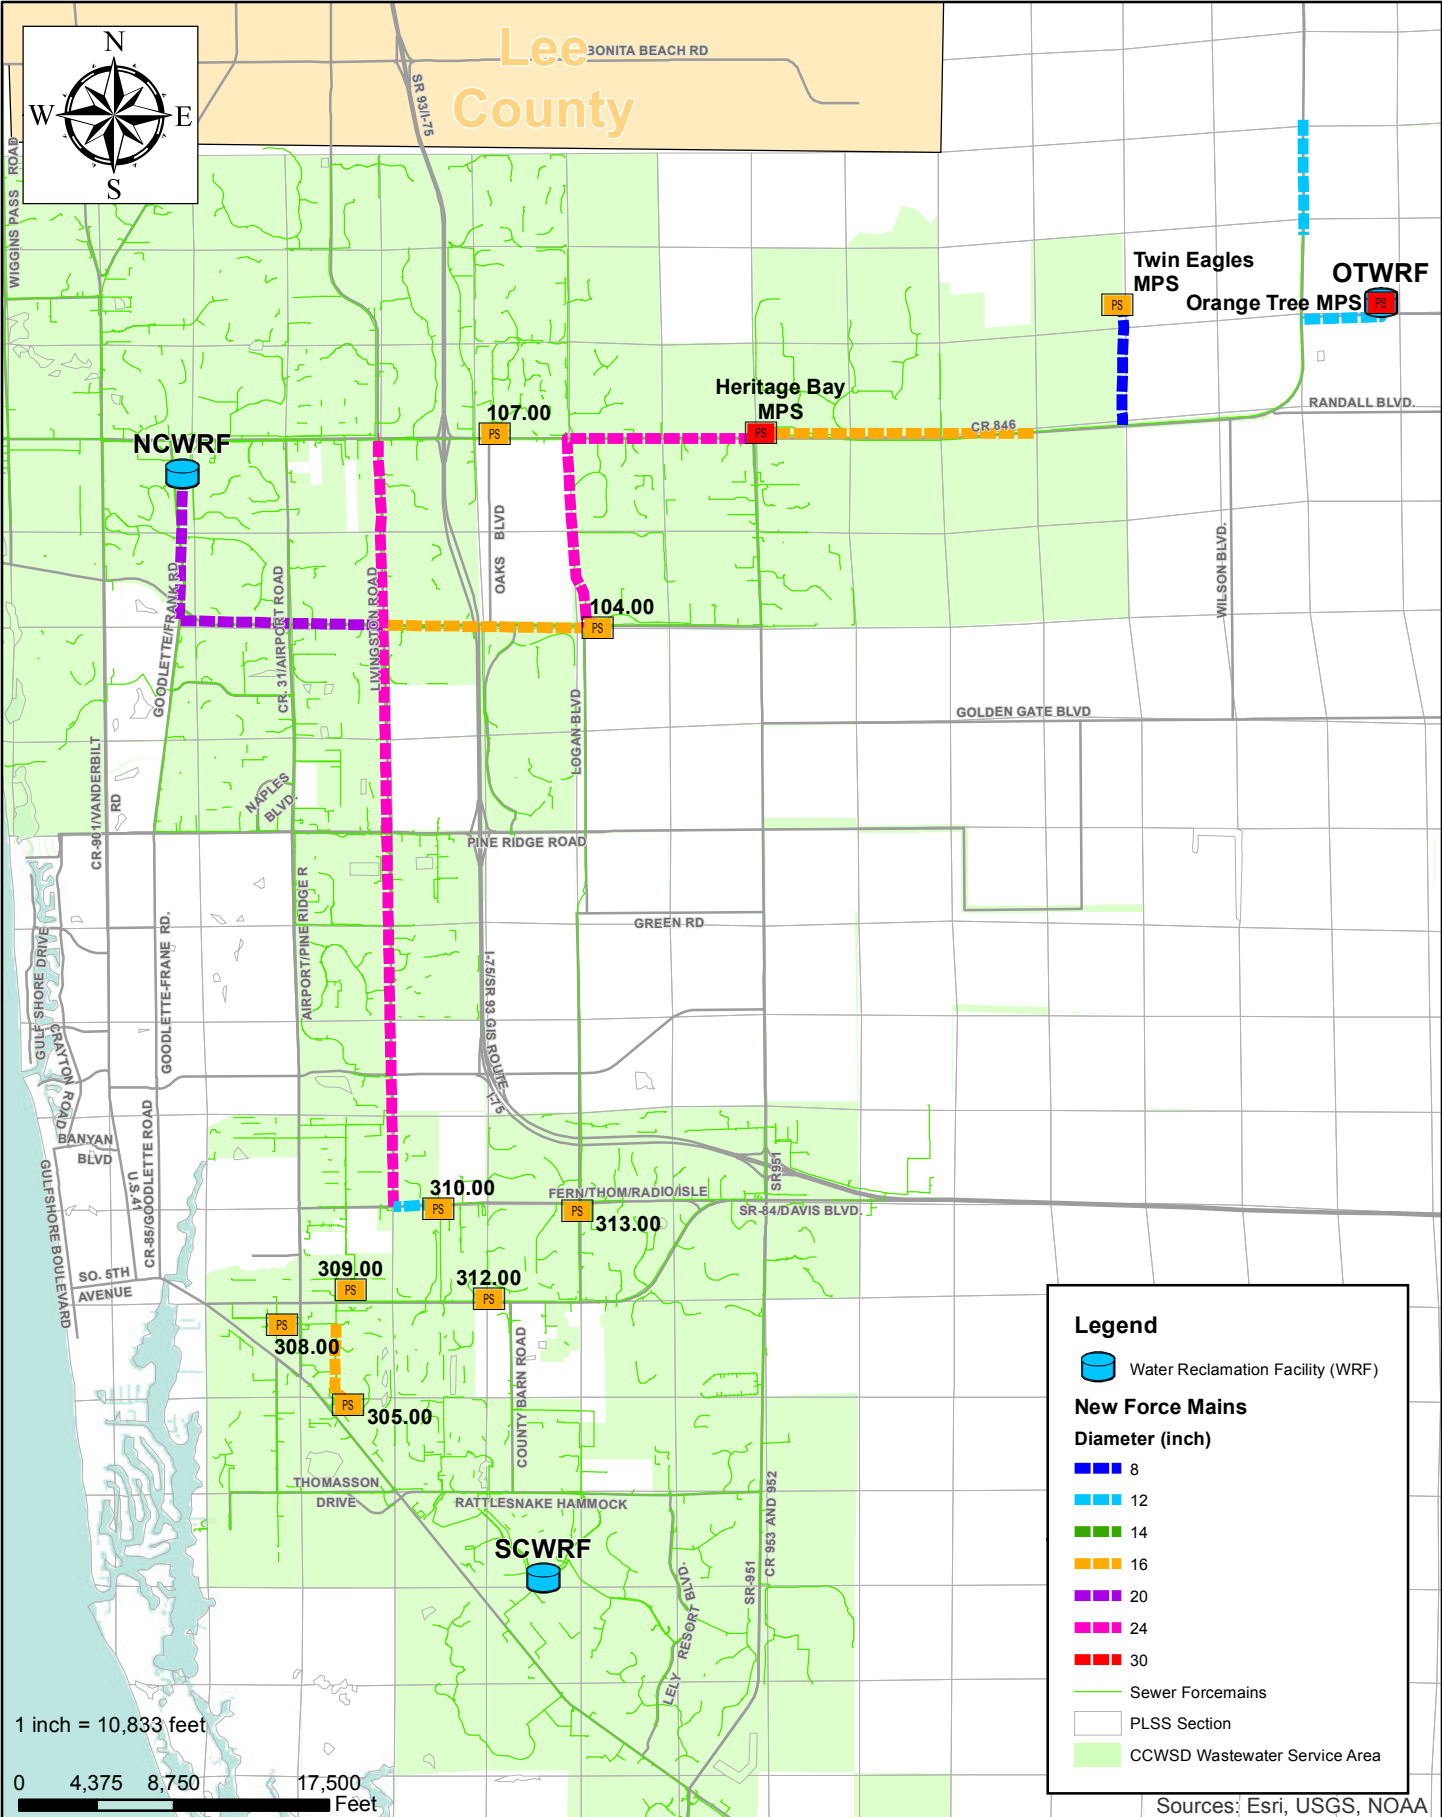 Lee
County
BONITA BEACH RD
N
W
E
S
SR 93/I-75
WIGGINS PASS ROAD
Twin Eagles
MPS
OTWRF
Orange Tree MPS
PS
PS
Heritage Bay
MPS
RANDALL BLVD.
107.00
PS
PS
CR 846
NCWRF
OAKS BLVD
WILSON BLVD.
GOODLETTE/FRANK RD
CR. 31/AIRPORT ROAD
LIVINGSTON ROAD
104.00
PS
LOGAN BLVD
GOLDEN GATE BLVD
CR-901/VANDERBILT
RD
NAPLES
BLVD.
PINE RIDGE ROAD
GREEN RD
AIRPORT/PINE RIDGE R
GOODLETTE-FRANE RD.
GULF SHORE DRIVE
CRAYTON ROAD
I-75/SR 93 GIS ROUTE
I-75
BANYAN
BLVD
U.S.41
CR-85/GOODLETTE ROAD
GULFSHORE BOULEVARD
SR951
310.00
PS
FERN/THOM/RADIO/ISLE
PS
313.00
SR-84/DAVIS BLVD.
SO. 5TH
AVENUE
309.00
PS
312.00
PS
PS
308.00
PS
305.00
COUNTY BARN ROAD
THOMASSON
DRIVE
RATTLESNAKE HAMMOCK
CR 953 AND 952
SR-951
SCWRF
LELY RESORT BLVD.
Legend
Water Reclamation Facility (WRF)
New Force Mains
Diameter (inch)
8
12
14
16
20
24
30
Sewer Forcemains
PLSS Section
CCWSD Wastewater Service Area
1 inch = 10,833 feet
0 4,375 8,750 17,500
Feet
Sources: Esri, USGS, NOAA